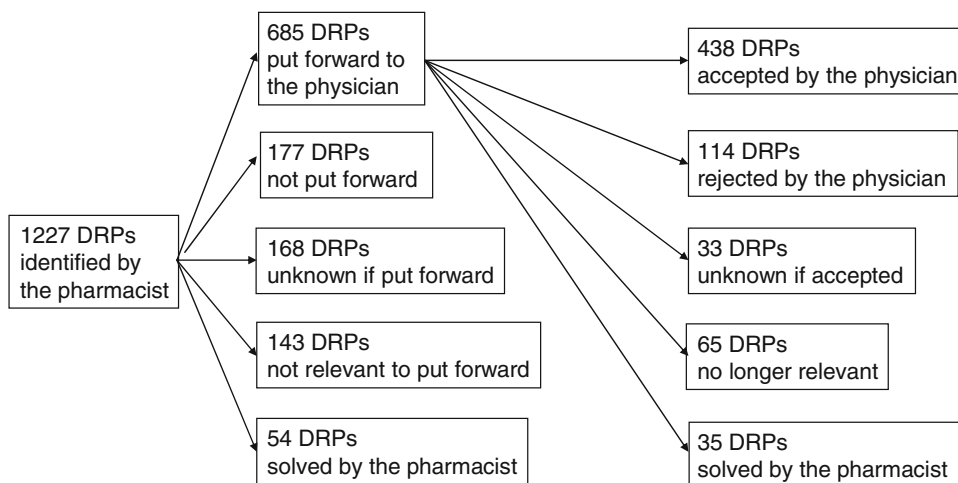 1227 DRPs
identified by
the pharmacist
685 DRPs
put forward to
the physician
177 DRPs
not put forward
168 DRPs
unknown if put forward
143 DRPs
not relevant to put forward
54 DRPs
solved by the pharmacist
438 DRPs
accepted by the physician
114 DRPs
rejected by the physician
33 DRPs
unknown if accepted
65 DRPs
no longer relevant
35 DRPs
solved by the pharmacist